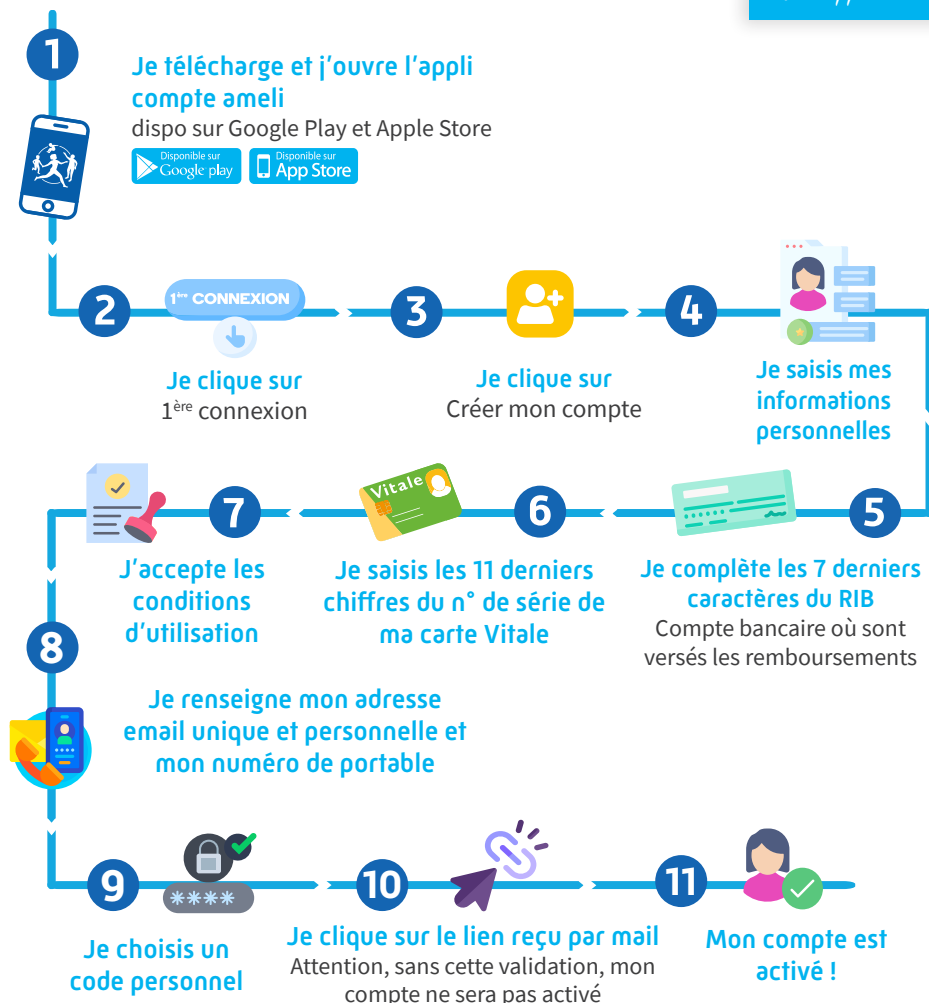 1
Je télécharge et j'ouvre l'appli
compte ameli
dispo sur Google Play et Apple Store
Disponible sur
Google play
Disponible sur
App Store
2
1ère CONNEXION
3
4
Je clique sur
1ère connexion
Je clique sur
Créer mon compte
Je saisis mes
informations
personnelles
7
Vitale
6
5
J'accepte les
conditions
d'utilisation
Je saisis les 11 derniers
chiffres du n° de série de
ma carte Vitale
Je complète les 7 derniers
caractères du RIB
Compte bancaire où sont
versés les remboursements
8
Je renseigne mon adresse
email unique et personnelle et
mon numéro de portable
9
****
10
11
Je choisis un
code personnel
Je clique sur le lien reçu par mail
Attention, sans cette validation, mon
compte ne sera pas activé
Mon compte est
activé !